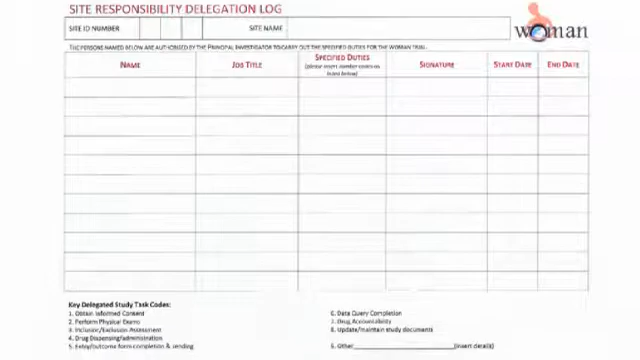 SITE RESPONSIBILITY DELEGATION LOG
SITE ID NUMBER SITE NAME
woman
THE PERSONS NAMED BELOW ARE AUTHORISED BY THE PRINCIPAL INVESTIGATOR TO CARRY OUT THE SPECIFIED DUTIES FOR THE WOMAN TRIAL
NAME JOB TITLE SPECIFIED DUTIES (please insert number codes as listed below) SIGNATURE START DATE END DATE
Key Delegated Study Task Codes:
1. Obtain Informed Consent
2. Perform Physical Exams
3. Inclusion/Exclusion Assessment
4. Drug Dispensing/administration
5. Entry/outcome form completion & sending
6. Data Query Completion
7. Drug Accountability
8. Update/maintain study documents
9. Other (insert details)